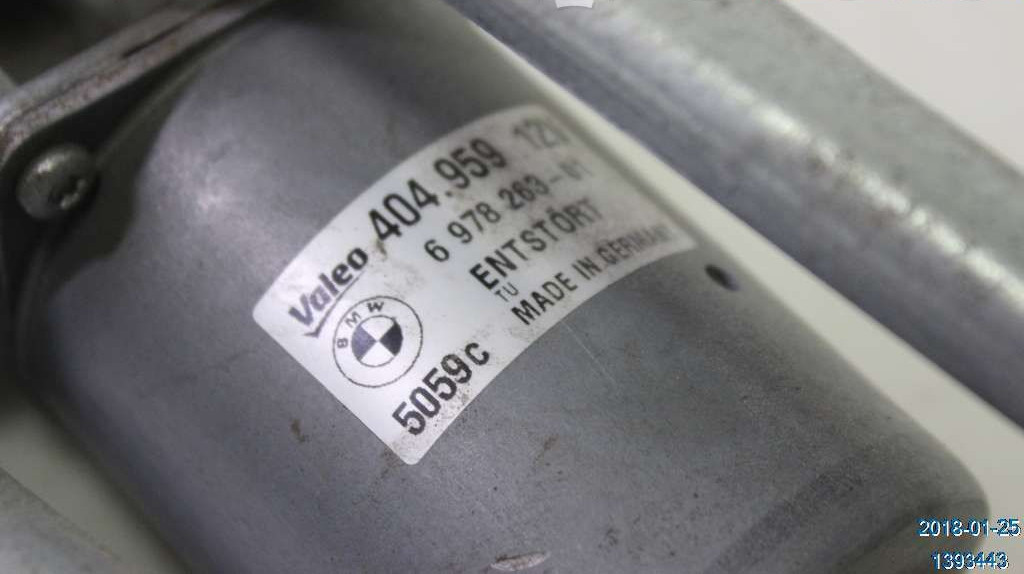 Valeo 404.959 12V
6 978 263-01
ENTSTÖRT
TU
MADE IN GERMANY
BMW
5059C
2018-01-25
1393443